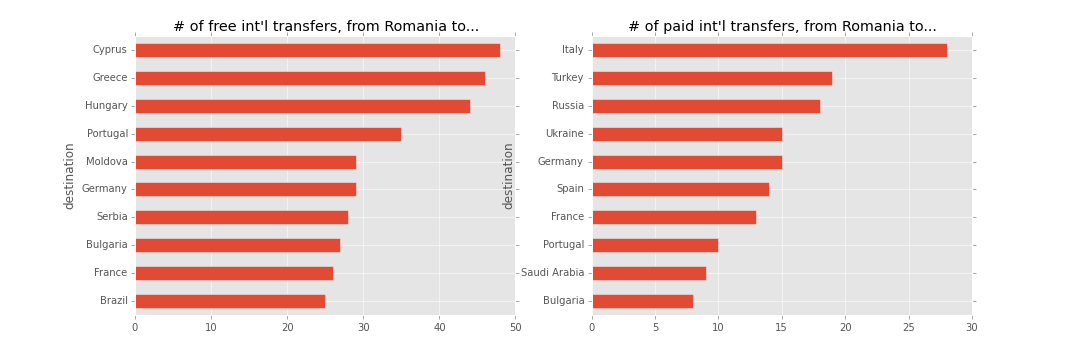 # of free int'l transfers, from Romania to...
destination
Cyprus
Greece
Hungary
Portugal
Moldova
Germany
Serbia
Bulgaria
France
Brazil
0 10 20 30 40 50
# of paid int'l transfers, from Romania to...
destination
Italy
Turkey
Russia
Ukraine
Germany
Spain
France
Portugal
Saudi Arabia
Bulgaria
0 5 10 15 20 25 30